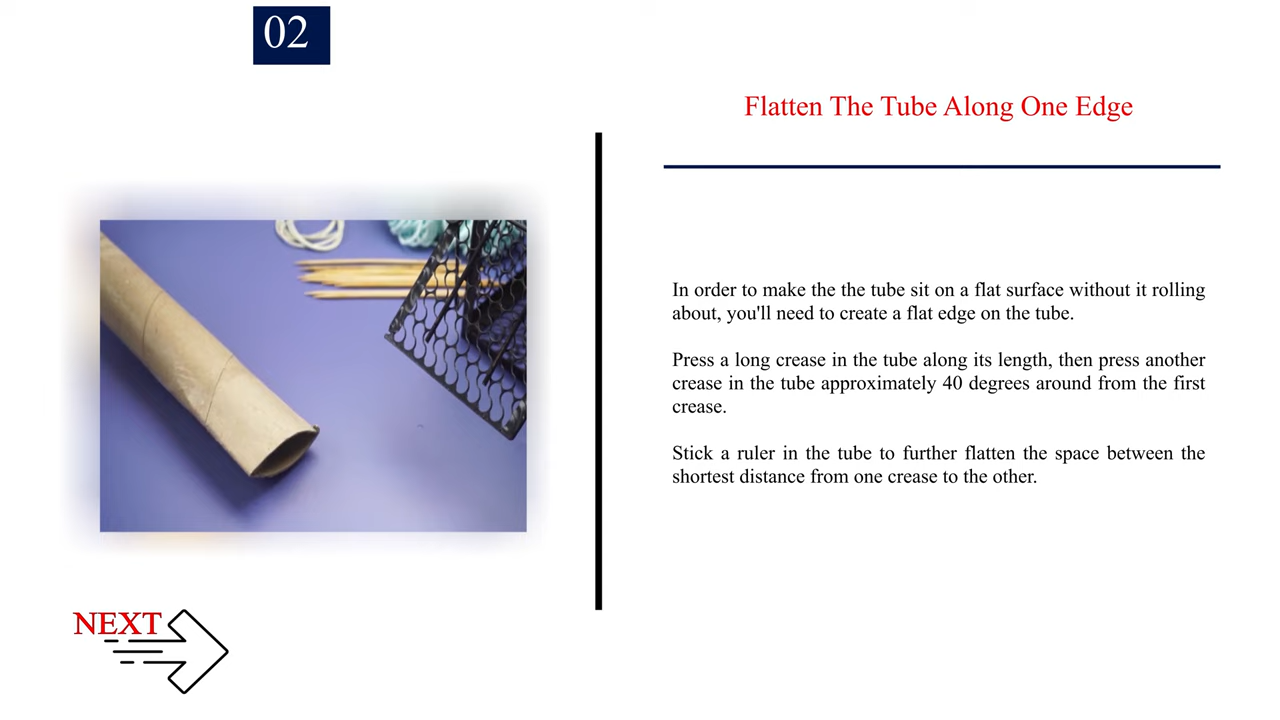 02
Flatten The Tube Along One Edge
In order to make the the tube sit on a flat surface without it rolling
about, you'll need to create a flat edge on the tube.
Press a long crease in the tube along its length, then press another
crease in the tube approximately 40 degrees around from the first
crease.
Stick a ruler in the tube to further flatten the space between the
shortest distance from one crease to the other.
NEXT